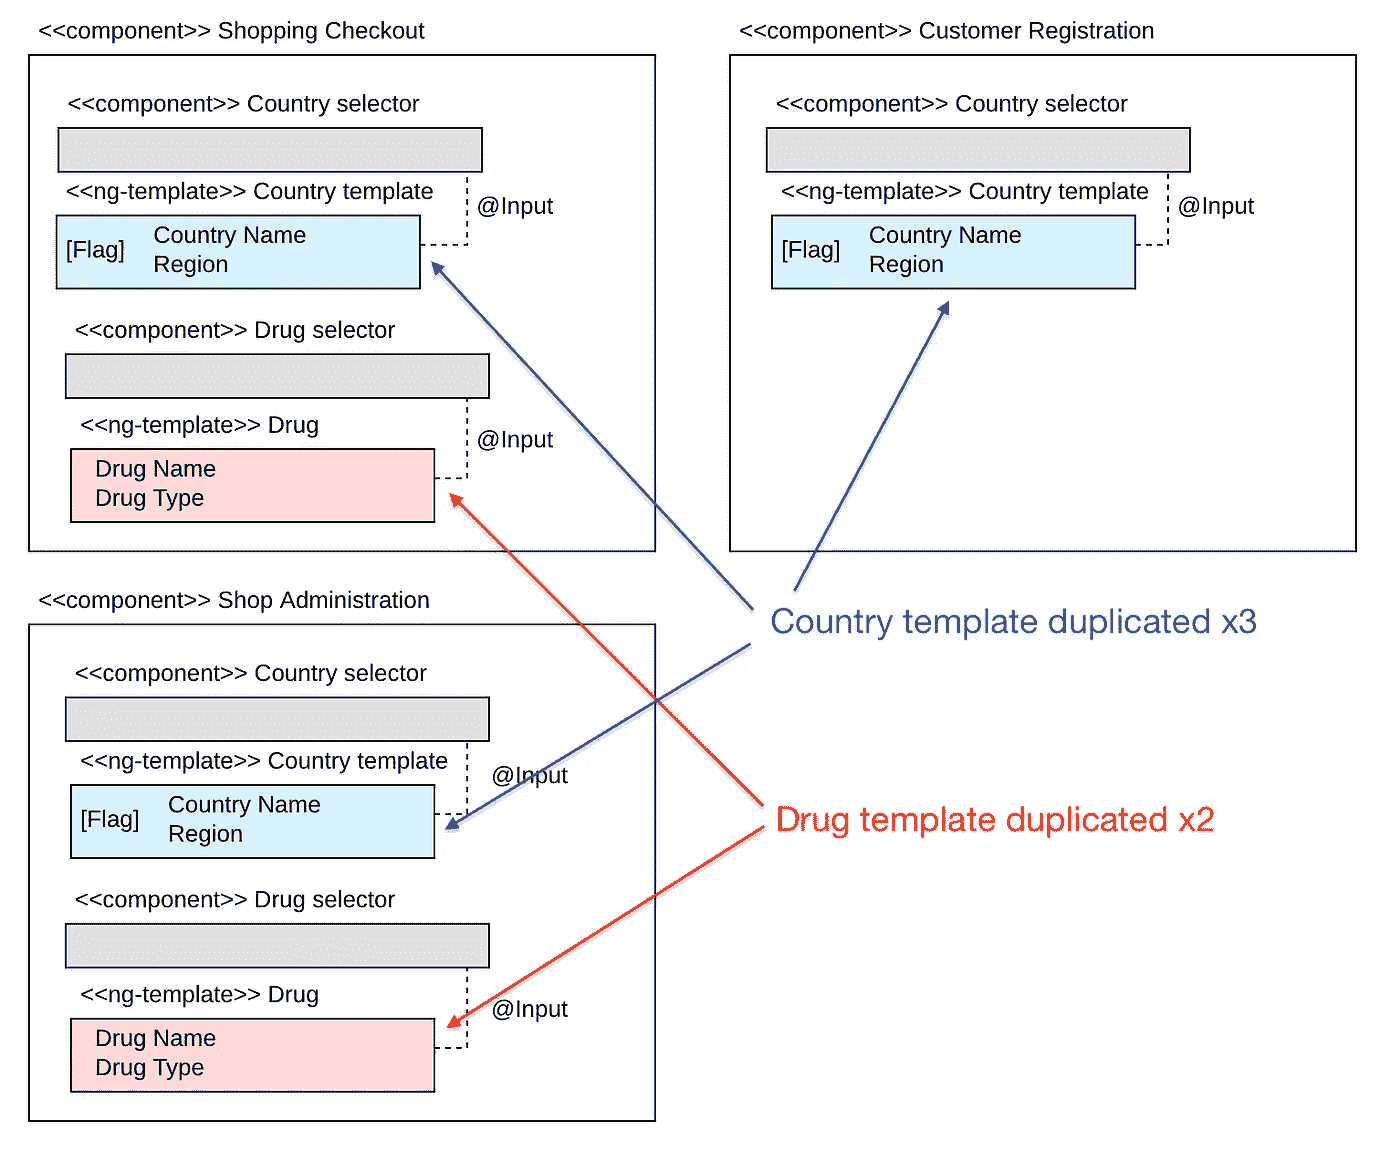 <<component>> Shopping Checkout
<<component>> Country selector
<<ng-template>> Country template
@Input
[Flag]
Country Name
Region
<<component>> Drug selector
<<ng-template>> Drug
@Input
Drug Name
Drug Type
<<component>> Customer Registration
<<component>> Country selector
<<ng-template>> Country template
@Input
[Flag]
Country Name
Region
<<component>> Shop Administration
<<component>> Country selector
<<ng-template>> Country template
@Input
[Flag]
Country Name
Region
<<component>> Drug selector
<<ng-template>> Drug
@Input
Drug Name
Drug Type
Country template duplicated x3
Drug template duplicated x2